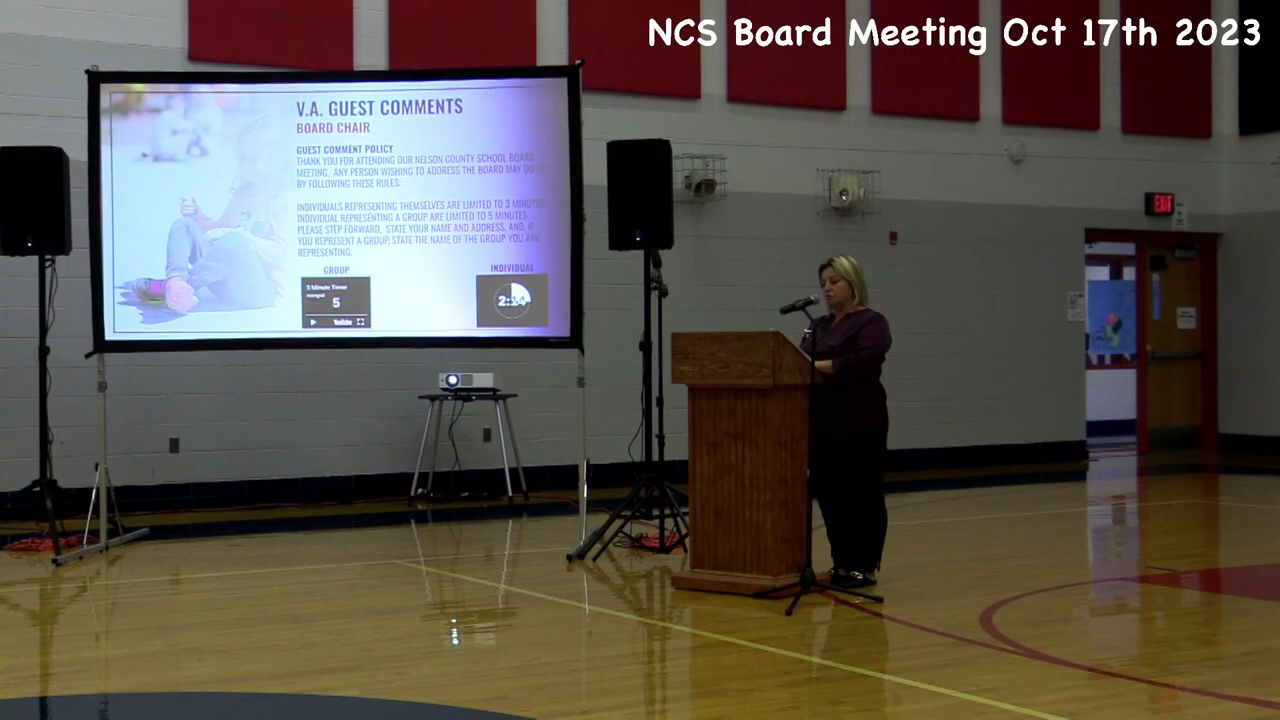 NCS Board Meeting Oct 17th 2023
V.A. GUEST COMMENTS
BOARD CHAIR
GUEST COMMENT POLICY
THANK YOU FOR ATTENDING OUR NELSON COUNTY SCHOOL BOARD
MEETING. ANY PERSON WISHING TO ADDRESS THE BOARD MAY DO
BY FOLLOWING THESE RULES:
INDIVIDUALS REPRESENTING THEMSELVES ARE LIMITED TO 3 MINUTES.
INDIVIDUAL REPRESENTING A GROUP ARE LIMITED TO 5 MINUTES.
PLEASE STEP FORWARD, STATE YOUR NAME AND ADDRESS, AND, IF
YOU REPRESENT A GROUP, STATE THE NAME OF THE GROUP YOU ARE
REPRESENTING.
GROUP
INDIVIDUAL
5 Minute Timer
5
YouTube
2:14
EXIT